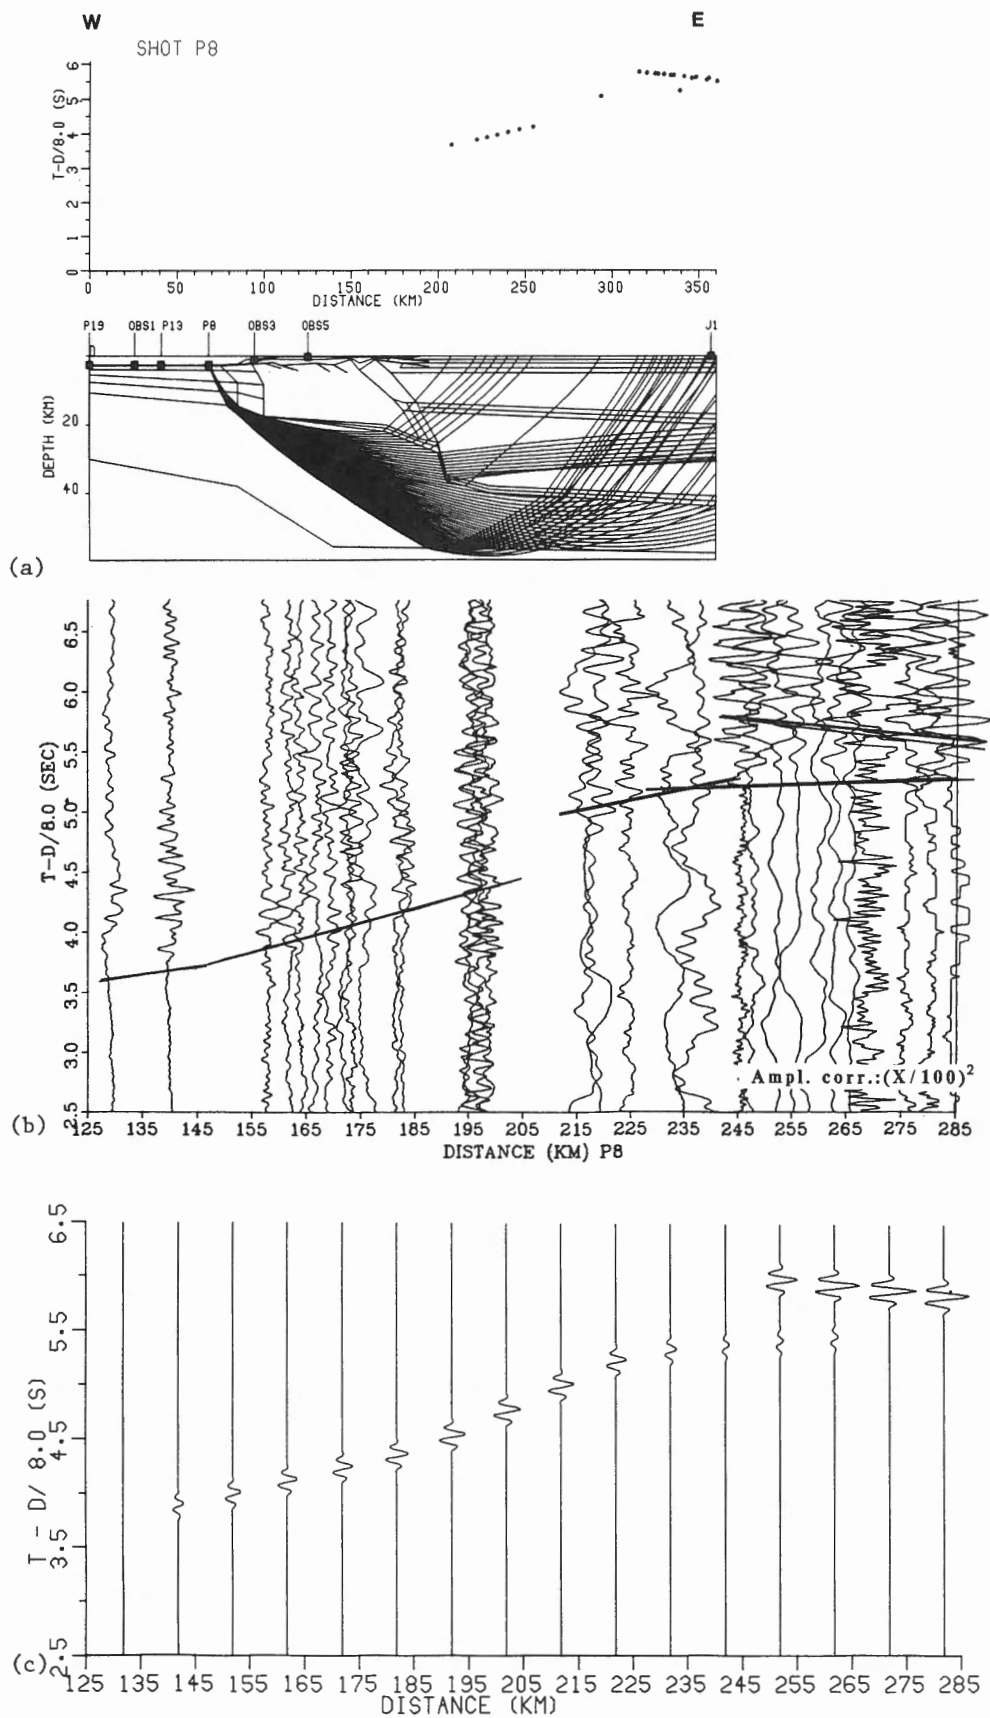 W E
SHOT P8
T-D/8.0 (S)
6
5
4
3
2
1
0
0 50 100 150 200 250 300 350
DISTANCE (KM)
P19 OBS1 P13 P8 OBS3 OBS5 J1
DEPTH (KM)
20
40
(a)
T-D/8.0 (SEC)
6.5
6.0
5.5
5.0
4.5
4.0
3.5
3.0
2.5
Ampl. corr.:(X/100)2
(b)
125 135 145 155 165 175 185 195 205 215 225 235 245 255 265 275 285
DISTANCE (KM) P8
T - D/ 8.0 (S)
6.5
5.5
4.5
3.5
2.5
(c)
125 135 145 155 165 175 185 195 205 215 225 235 245 255 265 275 285
DISTANCE (KM)